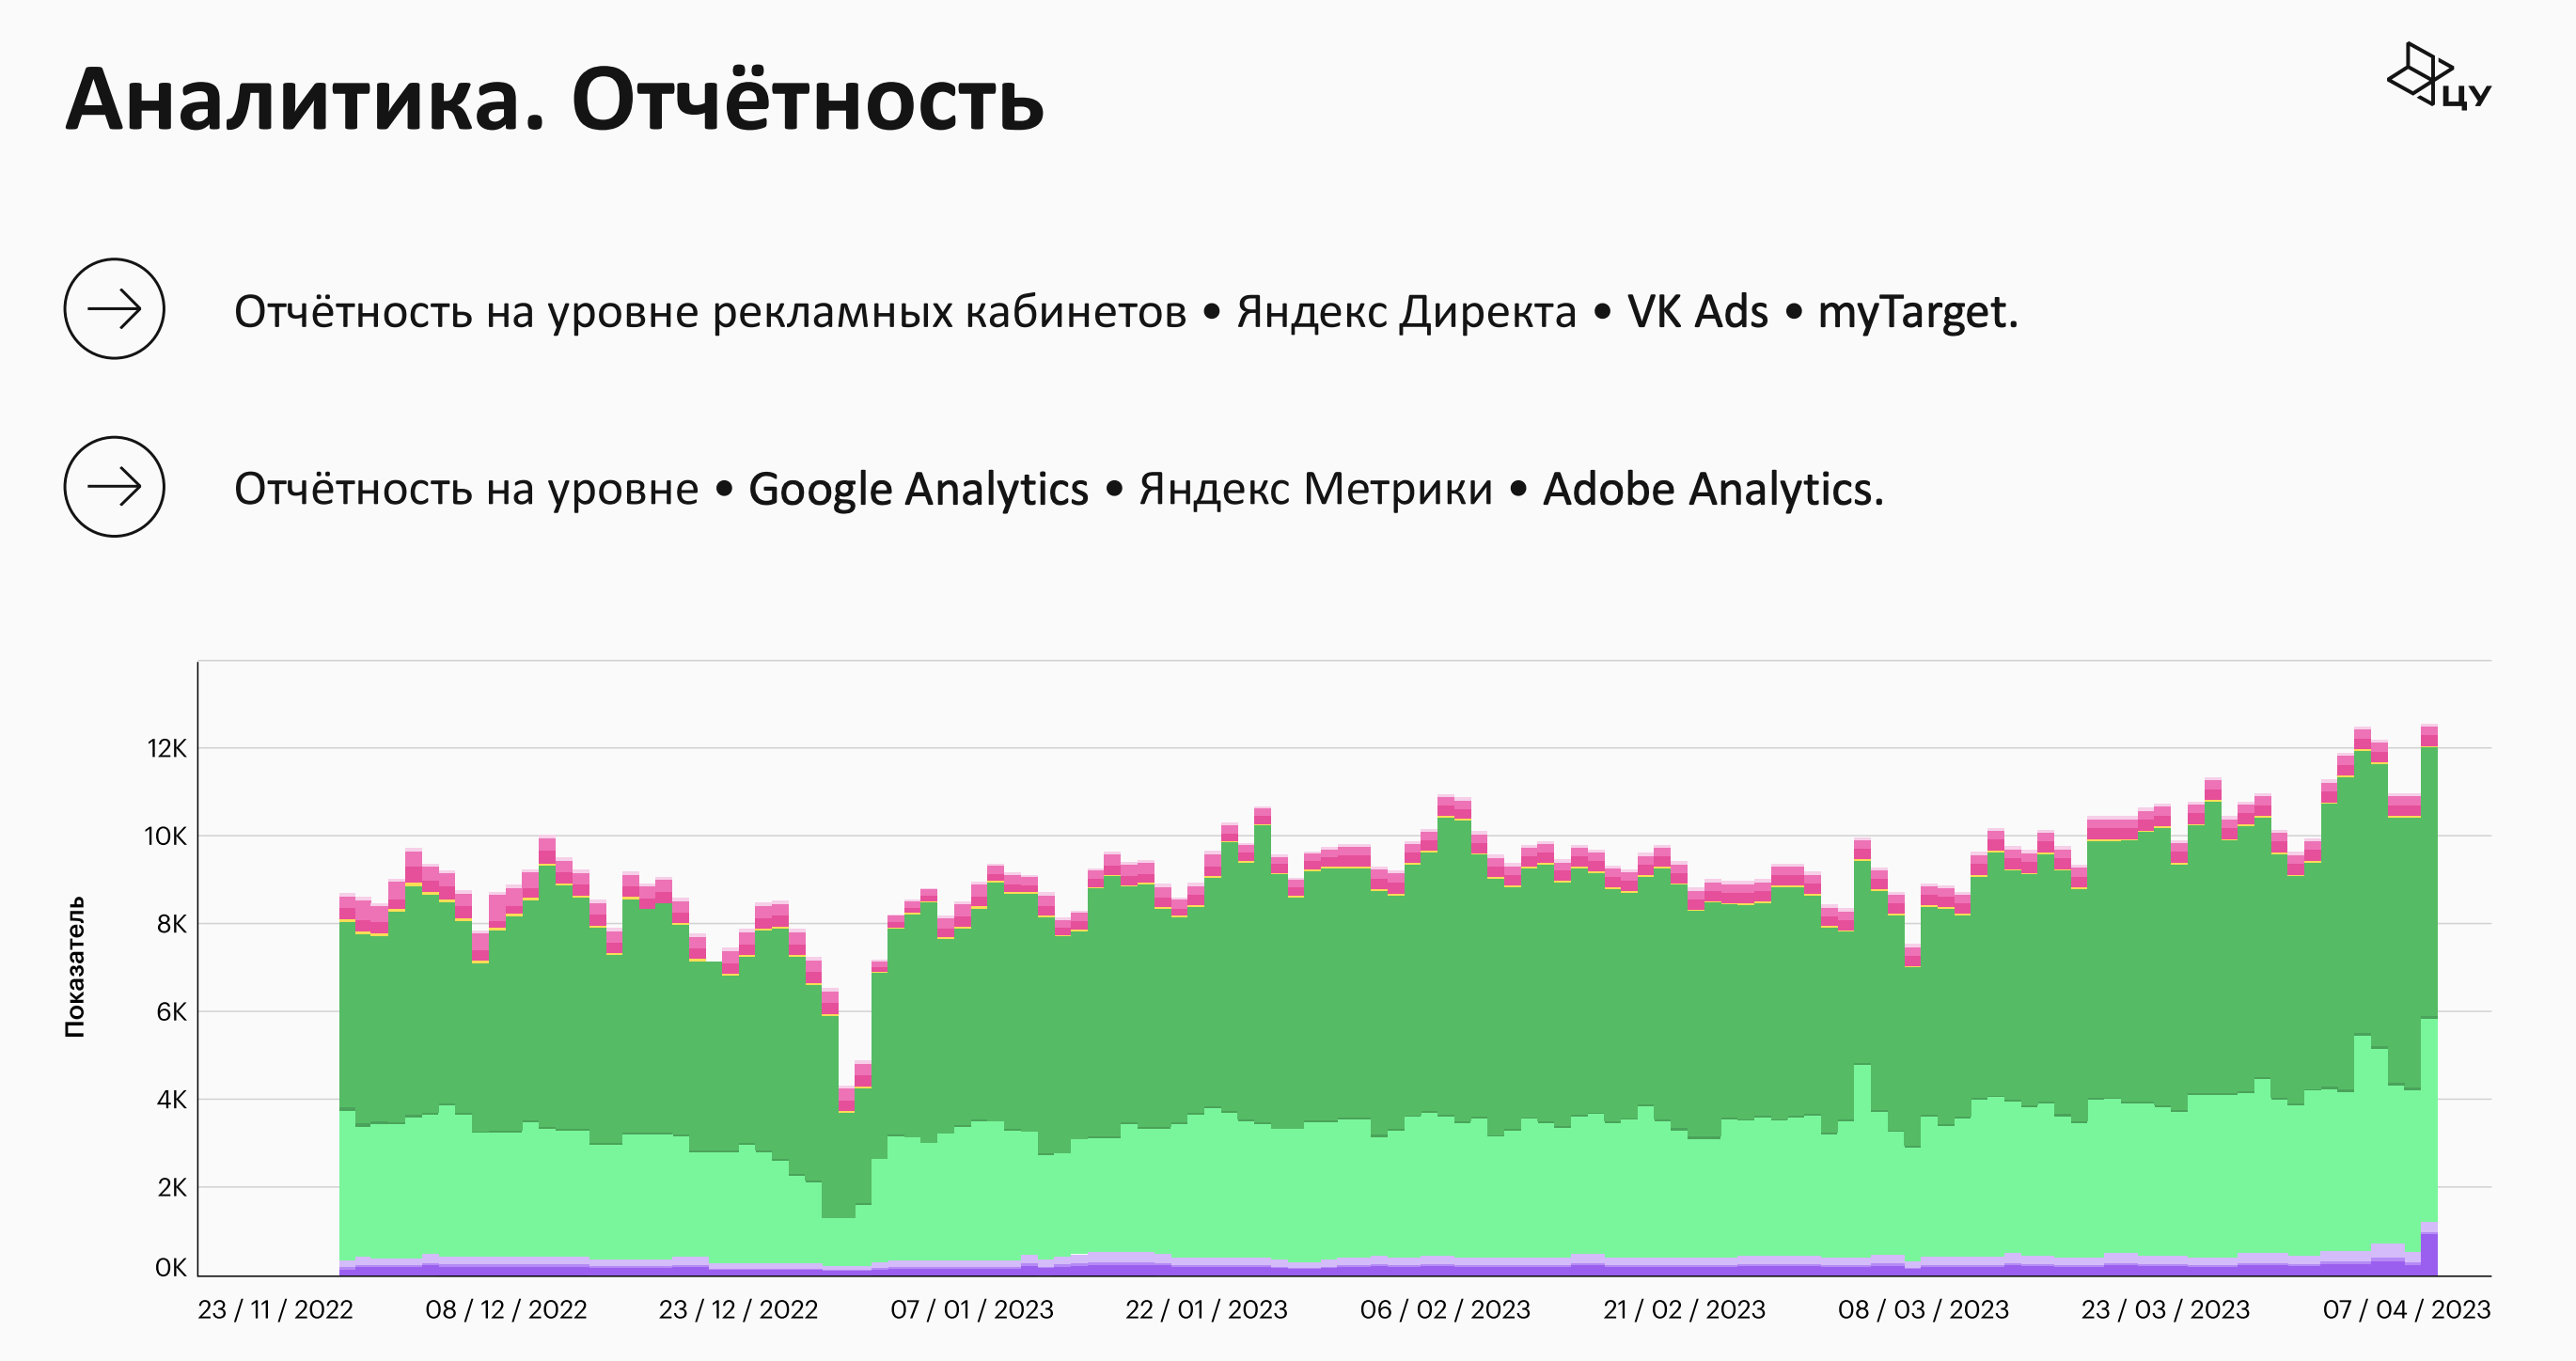 Аналитика. Отчётность
ЦУ
Отчётность на уровне рекламных кабинетов • Яндекс Директа • VK Ads • myTarget.
Отчётность на уровне • Google Analytics • Яндекс Метрики • Adobe Analytics.
Показатель
12K
10K
8K
6K
4K
2K
0K
23 / 11 / 2022
08 / 12 / 2022
23 / 12 / 2022
07 / 01 / 2023
22 / 01 / 2023
06 / 02 / 2023
21 / 02 / 2023
08 / 03 / 2023
23 / 03 / 2023
07 / 04 / 2023